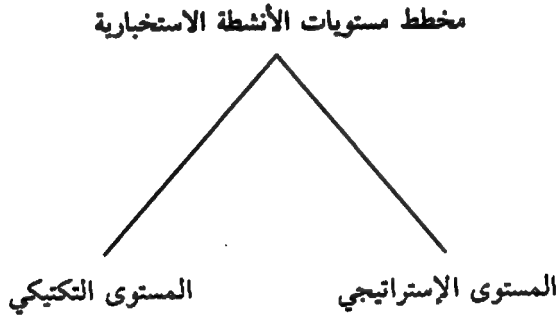 مخطط مستويات الأنشطة الاستخبارية
المستوى الإستراتيجي
المستوى التكتيكي